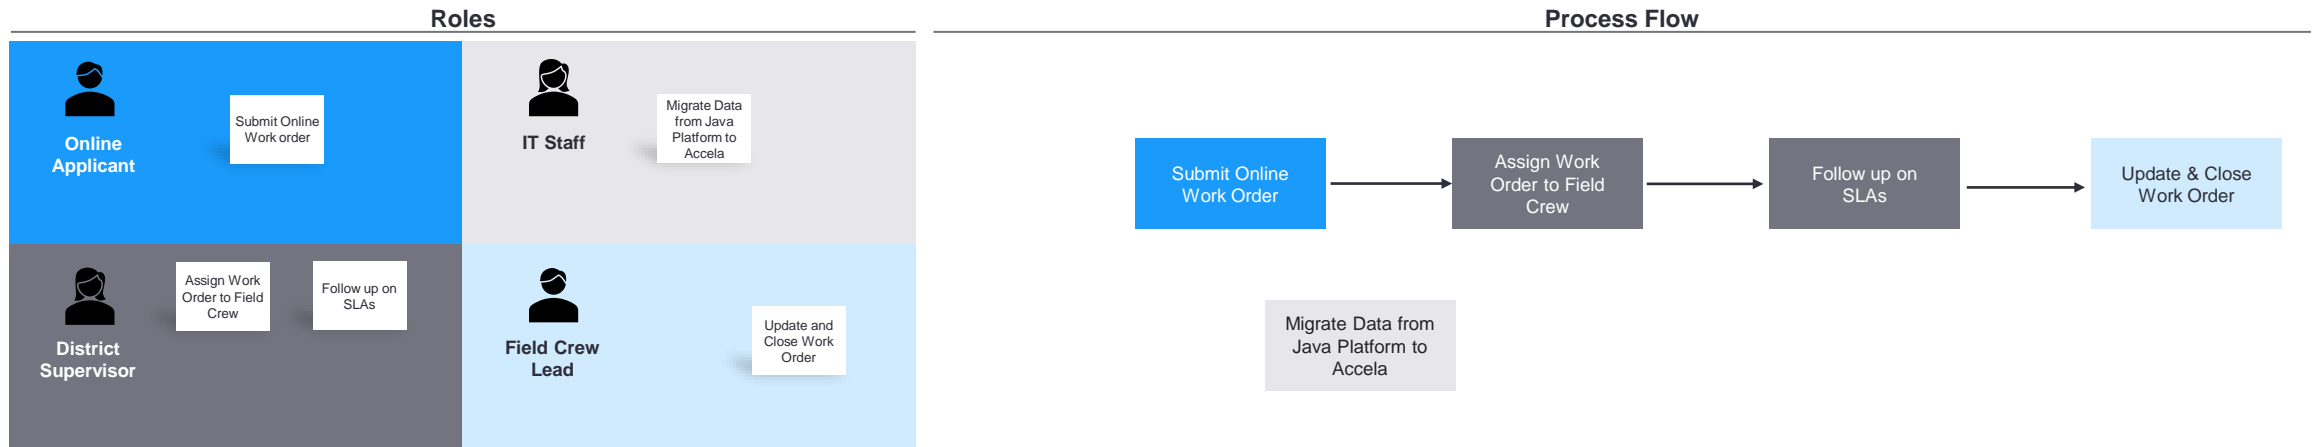 Roles
Online
Applicant
Submit Online
Work order
IT Staff
Migrate Data
from Java
Platform to
Accela
District
Supervisor
Assign Work
Order to Field
Crew
Follow up on
SLAs
Field Crew
Lead
Update and
Close Work
Order
Process Flow
Submit Online
Work Order
Assign Work
Order to Field
Crew
Follow up on
SLAs
Update & Close
Work Order
Migrate Data from
Java Platform to
Accela